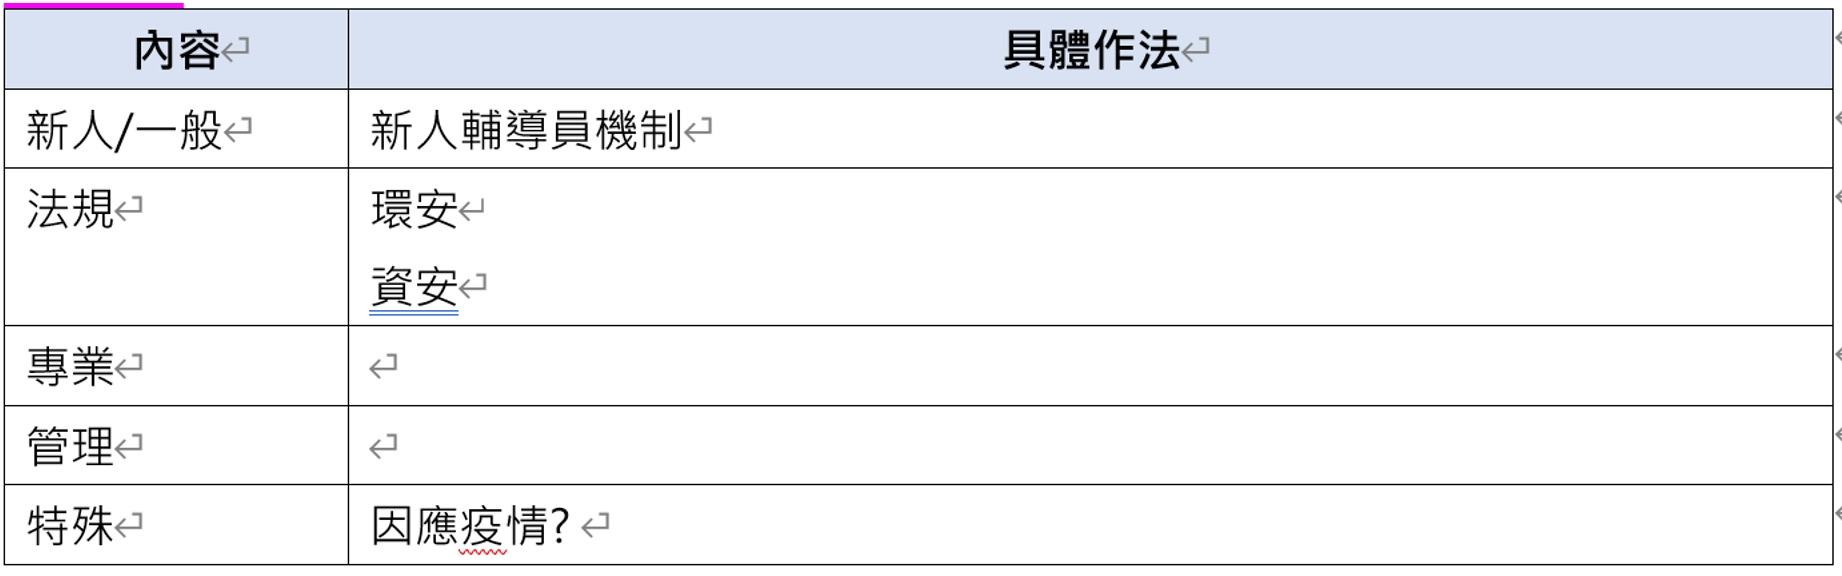 內容
具體作法
新人/一般
新人輔導員機制
法規
環安
資安
專業
管理
特殊
因應疫情?